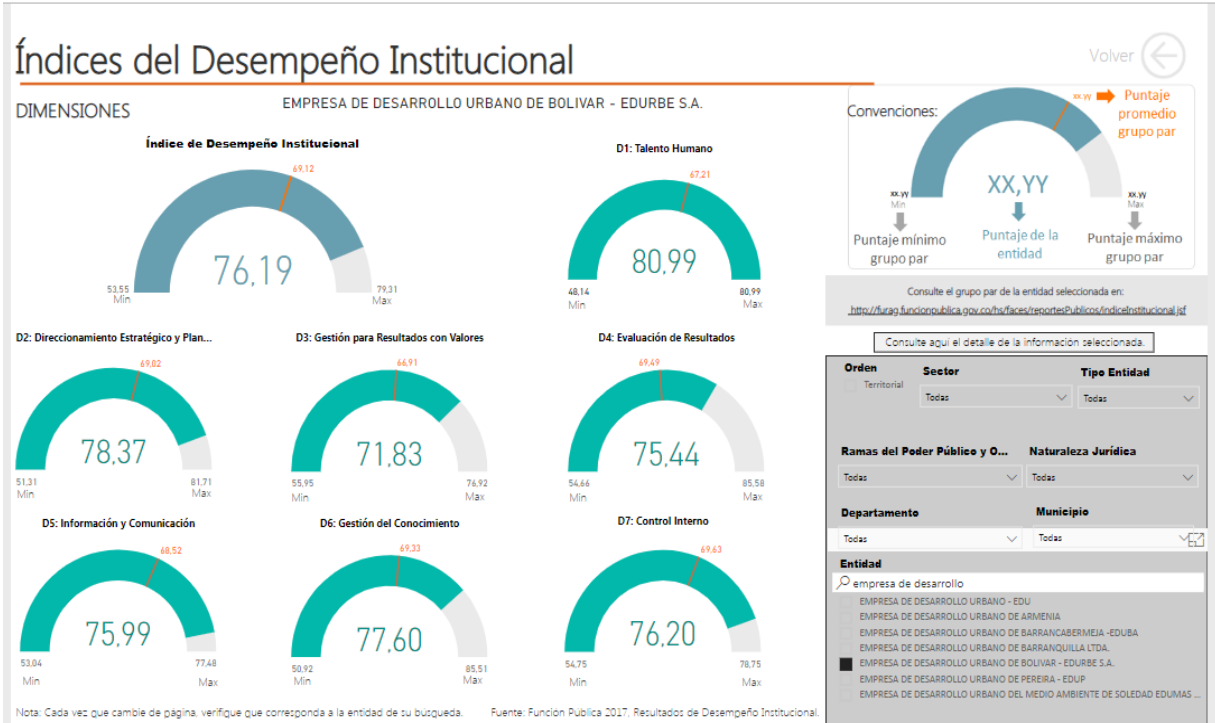 Índices del Desempeño Institucional
Volver
DIMENSIONES
EMPRESA DE DESARROLLO URBANO DE BOLIVAR - EDURBE S.A.
Índice de Desempeño Institucional
69,12
76,19
53,55
Min
79,31
Max
D1: Talento Humano
67,21
80,99
48,14
Min
80,99
Max
Convenciones:
xx.yy
Puntaje
promedio
grupo par
XX,YY
xx.yy
Min
xx.yy
Max
Puntaje mínimo
grupo par
Puntaje de la
entidad
Puntaje máximo
grupo par
Consulte el grupo par de la entidad seleccionada en:
http://furag.funcionpublica.gov.co/hs/faces/reportesPublicos/indiceInstitucional.jsf
Consulte aquí el detalle de la información seleccionada.
D2: Direccionamiento Estratégico y Plan...
69,02
78,37
51,31
Min
81,71
Max
D3: Gestión para Resultados con Valores
66,91
71,83
55,95
Min
76,92
Max
D4: Evaluación de Resultados
69,49
75,44
54,66
Min
85,58
Max
D5: Información y Comunicación
68,52
75,99
53,04
Min
77,48
Max
D6: Gestión del Conocimiento
69,33
77,60
50,92
Min
85,51
Max
D7: Control Interno
69,63
76,20
54,75
Min
78,75
Max
Orden
Territorial
Sector
Todas
Tipo Entidad
Todas
Ramas del Poder Público y O...
Todas
Naturaleza Jurídica
Todas
Departamento
Todas
Municipio
Todas
Entidad
empresa de desarrollo
EMPRESA DE DESARROLLO URBANO - EDU
EMPRESA DE DESARROLLO URBANO DE ARMENIA
EMPRESA DE DESARROLLO URBANO DE BARRANCABERMEJA -EDUBA
EMPRESA DE DESARROLLO URBANO DE BARRANQUILLA LTDA.
EMPRESA DE DESARROLLO URBANO DE BOLIVAR - EDURBE S.A.
EMPRESA DE DESARROLLO URBANO DE PEREIRA - EDUP
EMPRESA DE DESARROLLO URBANO DEL MEDIO AMBIENTE DE SOLEDAD EDUMAS ...
Nota: Cada vez que cambie de página, verifique que corresponda a la entidad de su búsqueda.
Fuente: Función Pública 2017, Resultados de Desempeño Institucional.